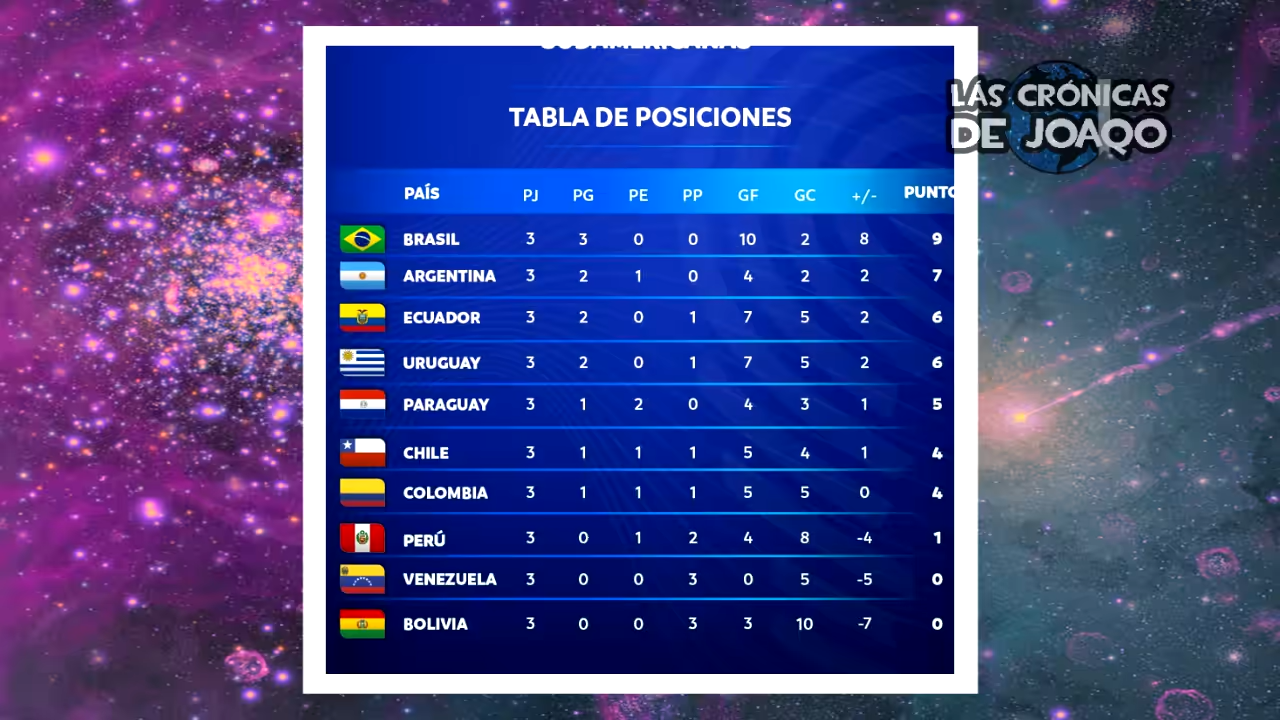 SUDAMERICANAS
LAS CRÓNICAS
DE JOAQO
TABLA DE POSICIONES
PAÍS PJ PG PE PP GF GC +/- PUNTO
BRASIL 3 3 0 0 10 2 8 9
ARGENTINA 3 2 1 0 4 2 2 7
ECUADOR 3 2 0 1 7 5 2 6
URUGUAY 3 2 0 1 7 5 2 6
PARAGUAY 3 1 2 0 4 3 1 5
CHILE 3 1 1 1 5 4 1 4
COLOMBIA 3 1 1 1 5 5 0 4
PERÚ 3 0 1 2 4 8 -4 1
VENEZUELA 3 0 0 3 0 5 -5 0
BOLIVIA 3 0 0 3 3 10 -7 0